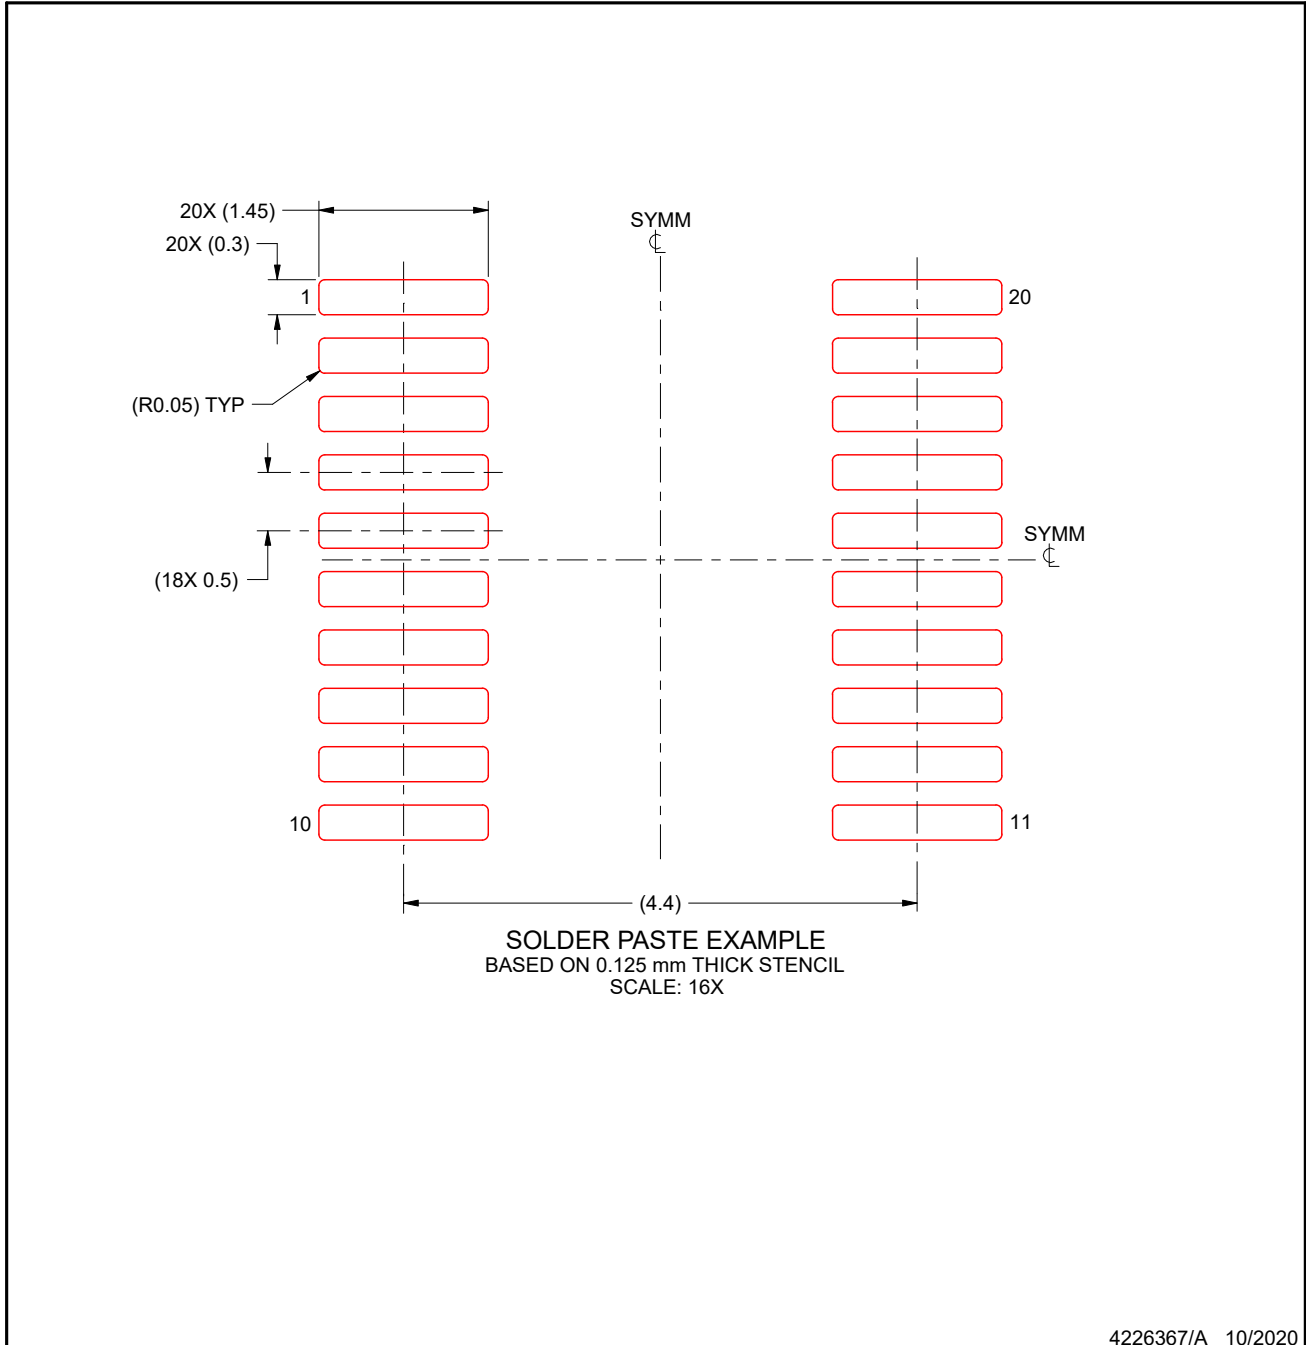 20X (1.45)
SYMM
20X (0.3)
1
20
(R0.05) TYP
SYMM
(18X 0.5)
10
11
(4.4)
SOLDER PASTE EXAMPLE
BASED ON 0.125 mm THICK STENCIL
SCALE: 16X
4226367/A 10/2020